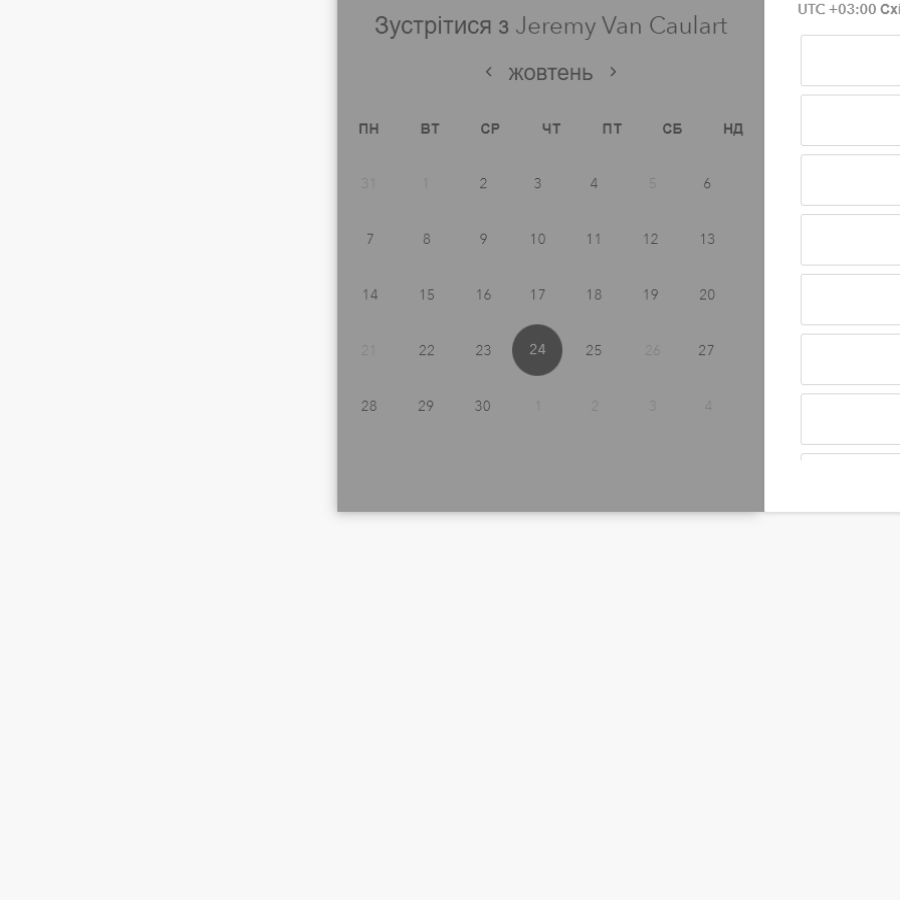 Зустрітися з Jeremy Van Caulart
‹ жовтень ›
ПН ВТ СР ЧТ ПТ СБ НД
31 1 2 3 4 5 6
7 8 9 10 11 12 13
14 15 16 17 18 19 20
21 22 23 24 25 26 27
28 29 30 1 2 3 4
UTC +03:00